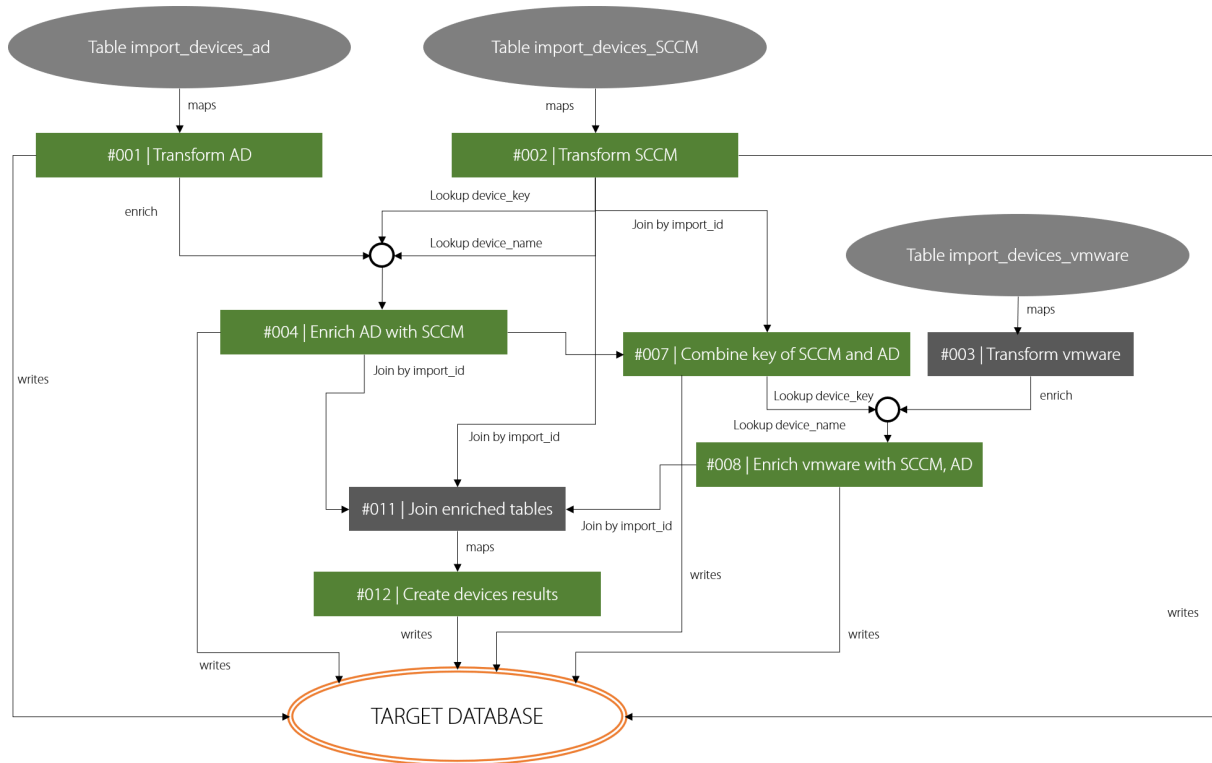 Table import_devices_ad
Table import_devices_SCCM
maps
maps
#001 | Transform AD
#002 | Transform SCCM
Lookup device_key
enrich
Join by import_id
Lookup device_name
Table import_devices_vmware
maps
#004 | Enrich AD with SCCM
#007 | Combine key of SCCM and AD
#003 | Transform vmware
writes
Join by import_id
Lookup device_key
enrich
Lookup device_name
Join by import_id
#008 | Enrich vmware with SCCM, AD
#011 | Join enriched tables
Join by import_id
maps
writes
#012 | Create devices results
writes
writes
writes
writes
TARGET DATABASE